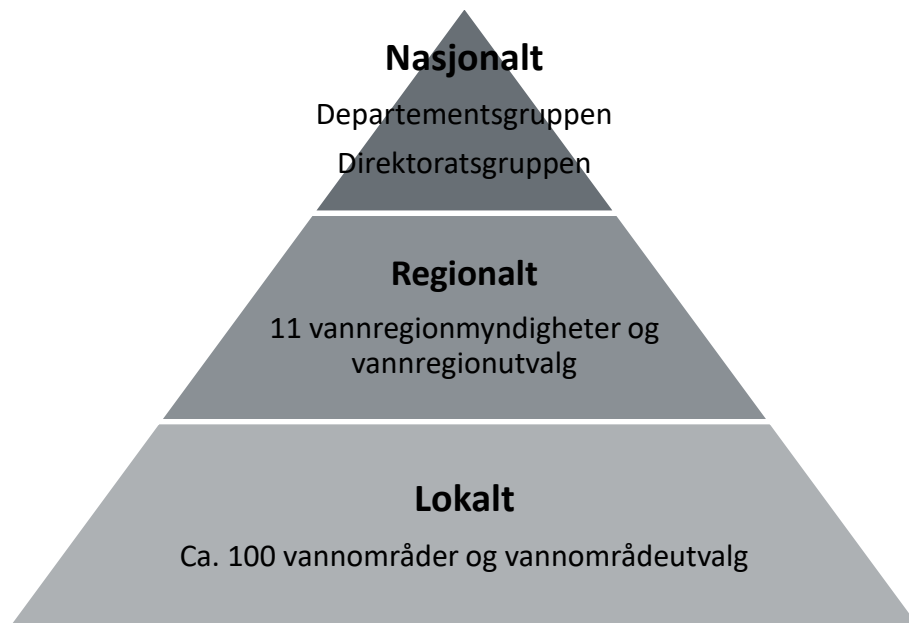 Nasjonalt
Departementsgruppen
Direktoratsgruppen
Regionalt
11 vannregionmyndigheter og
vannregionutvalg
Lokalt
Ca. 100 vannområder og vannområdeutvalg